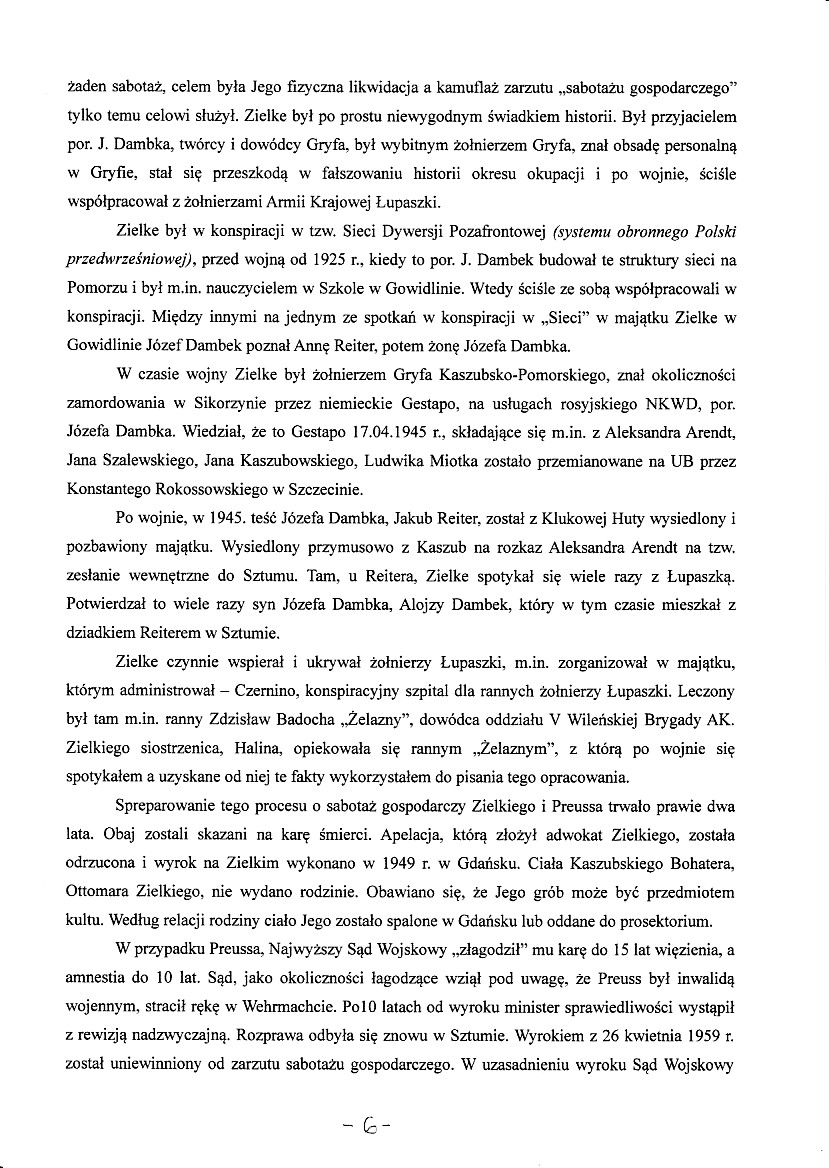 żaden sabotaż, celem była Jego fizyczna likwidacja a kamuflaż zarzutu „sabotażu gospodarczego”
tylko temu celowi służył. Zielke był po prostu niewygodnym świadkiem historii. Był przyjacielem
por. J. Dambka, twórcy i dowódcy Gryfa, był wybitnym żołnierzem Gryfa, znał obsadę personalną
w Gryfie, stał się przeszkodą w fałszowaniu historii okresu okupacji i po wojnie, ściśle
współpracował z żołnierzami Armii Krajowej Łupaszki.
Zielke był w konspiracji w tzw. Sieci Dywersji Pozafrontowej (systemu obronnego Polski
przedwrześniowej), przed wojną od 1925 r., kiedy to por. J. Dambek budował te struktury sieci na
Pomorzu i był m.in. nauczycielem w Szkole w Gowidlinie. Wtedy ściśle ze sobą współpracowali w
konspiracji. Między innymi na jednym ze spotkań w konspiracji w „Sieci” w majątku Zielke w
Gowidlinie Józef Dambek poznał Annę Reiter, potem żonę Józefa Dambka.
W czasie wojny Zielke był żołnierzem Gryfa Kaszubsko-Pomorskiego, znał okoliczności
zamordowania w Sikorzynie przez niemieckie Gestapo, na usługach rosyjskiego NKWD, por.
Józefa Dambka. Wiedział, że to Gestapo 17.04.1945 r., składające się m.in. z Aleksandra Arendt,
Jana Szalewskiego, Jana Kaszubowskiego, Ludwika Miotka zostało przemianowane na UB przez
Konstantego Rokossowskiego w Szczecinie.
Po wojnie, w 1945. teść Józefa Dambka, Jakub Reiter, został z Klukowej Huty wysiedlony i
pozbawiony majątku. Wysiedlony przymusowo z Kaszub na rozkaz Aleksandra Arendt na tzw.
zesłanie wewnętrzne do Sztumu. Tam, u Reitera, Zielke spotykał się wiele razy z Łupaszką.
Potwierdzał to wiele razy syn Józefa Dambka, Alojzy Dambek, który w tym czasie mieszkał z
dziadkiem Reiterem w Sztumie.
Zielke czynnie wspierał i ukrywał żołnierzy Łupaszki, m.in. zorganizował w majątku,
którym administrował – Czernino, konspiracyjny szpital dla rannych żołnierzy Łupaszki. Leczony
był tam m.in. ranny Zdzisław Badocha „Żelazny”, dowódca oddziału V Wileńskiej Brygady AK.
Zielkiego siostrzenica, Halina, opiekowała się rannym „Żelaznym”, z którą po wojnie się
spotykałem a uzyskane od niej te fakty wykorzystałem do pisania tego opracowania.
Spreparowanie tego procesu o sabotaż gospodarczy Zielkiego i Preussa trwało prawie dwa
lata. Obaj zostali skazani na karę śmierci. Apelacja, którą złożył adwokat Zielkiego, została
odrzucona i wyrok na Zielkim wykonano w 1949 r. w Gdańsku. Ciała Kaszubskiego Bohatera,
Ottomara Zielkiego, nie wydano rodzinie. Obawiano się, że Jego grób może być przedmiotem
kultu. Według relacji rodziny ciało Jego zostało spalone w Gdańsku lub oddane do prosektorium.
W przypadku Preussa, Najwyższy Sąd Wojskowy „złagodził” mu karę do 15 lat więzienia, a
amnestia do 10 lat. Sąd, jako okoliczności łagodzące wziął pod uwagę, że Preuss był inwalidą
wojennym, stracił rękę w Wehrmachcie. Po10 latach od wyroku minister sprawiedliwości wystąpił
z rewizją nadzwyczajną. Rozprawa odbyła się znowu w Sztumie. Wyrokiem z 26 kwietnia 1959 r.
został uniewinniony od zarzutu sabotażu gospodarczego. W uzasadnieniu wyroku Sąd Wojskowy
- 6 -